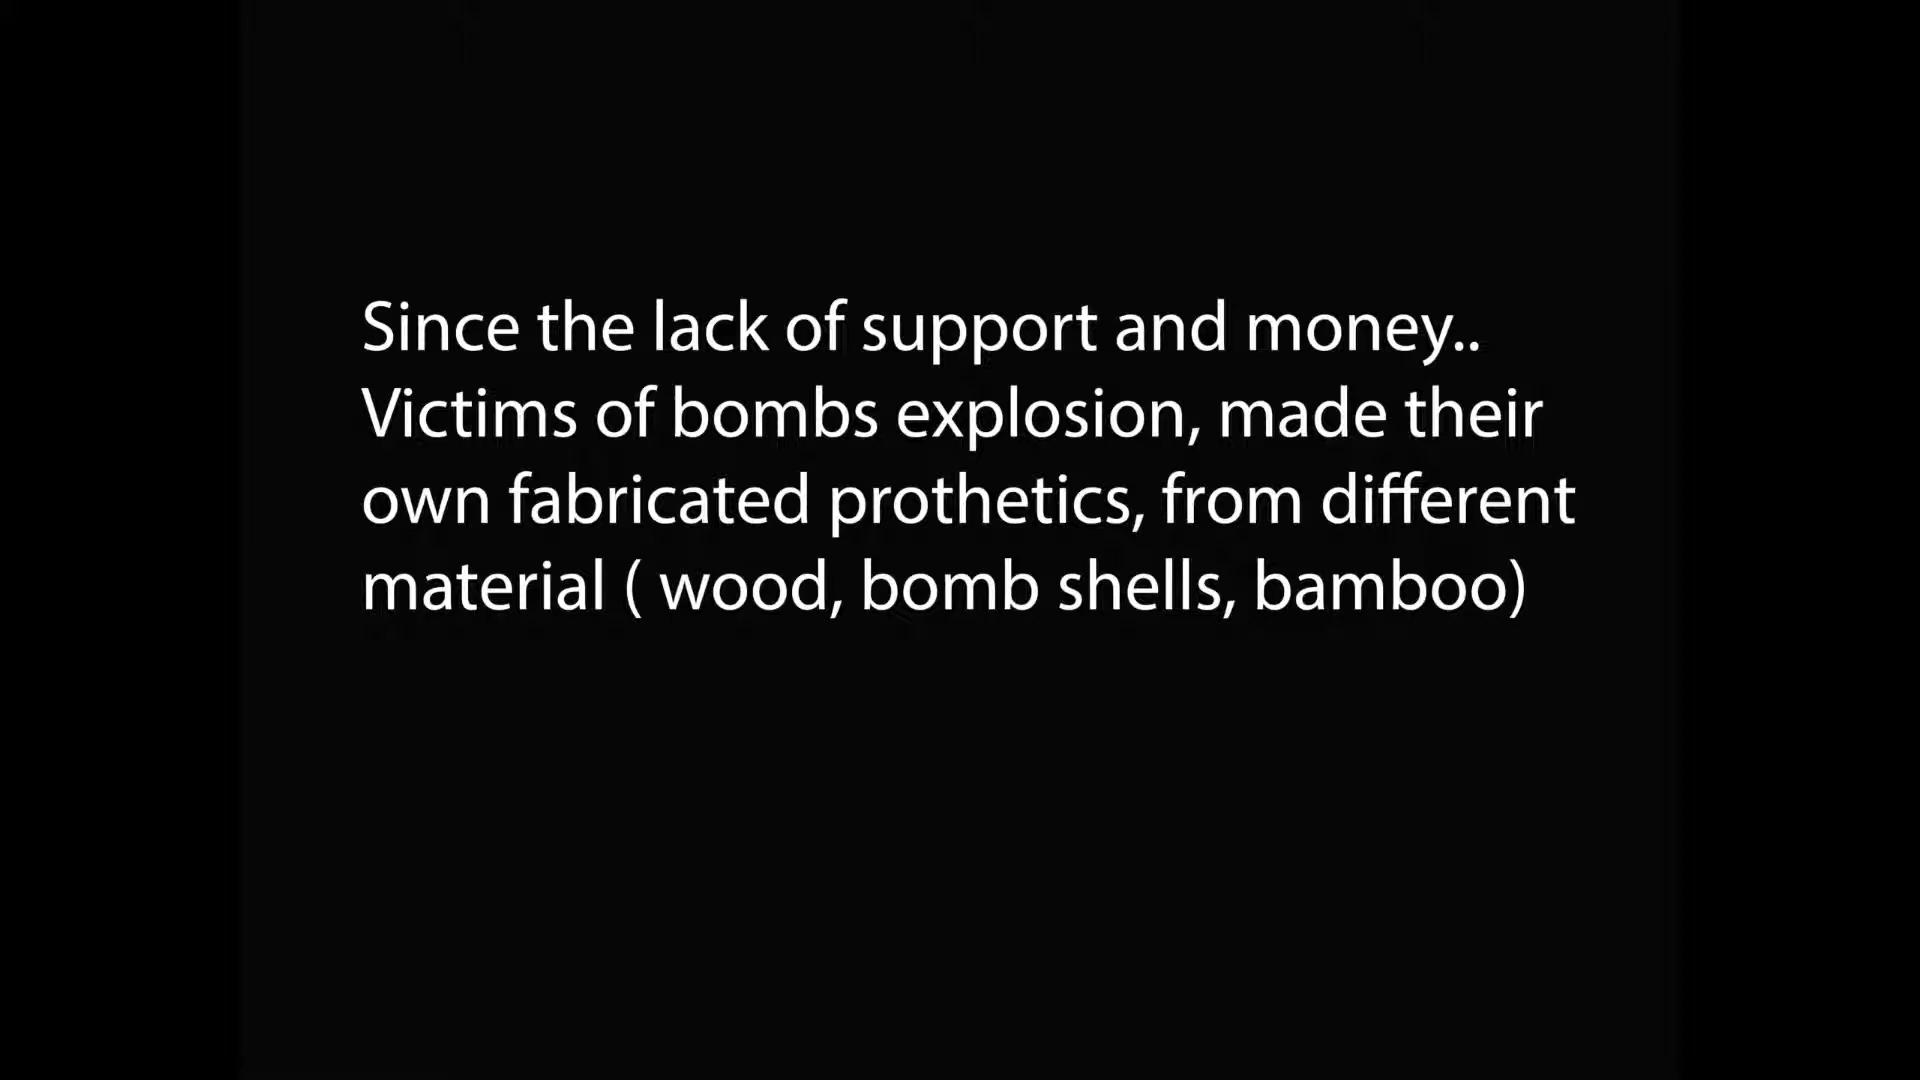 Since the lack of support and money..
Victims of bombs explosion, made their
own fabricated prothetics, from different
material ( wood, bomb shells, bamboo)